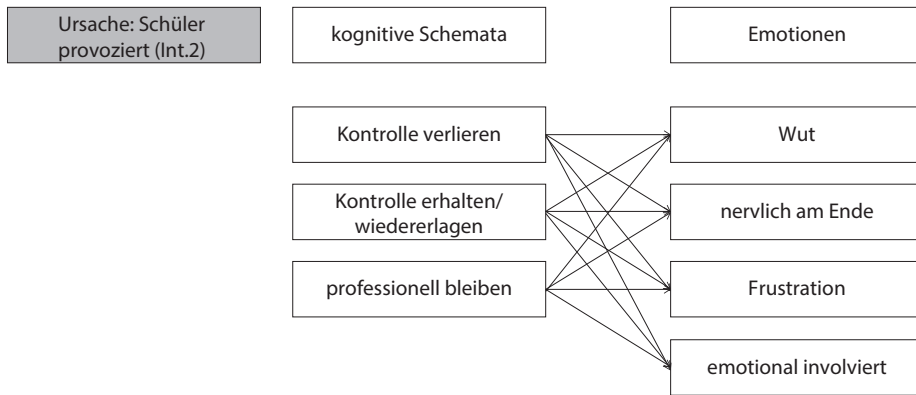 Ursache: Schüler
provoziert (Int.2)
kognitive Schemata
Emotionen
Kontrolle verlieren
Wut
Kontrolle erhalten/
wiedererlagen
nervlich am Ende
professionell bleiben
Frustration
emotional involviert